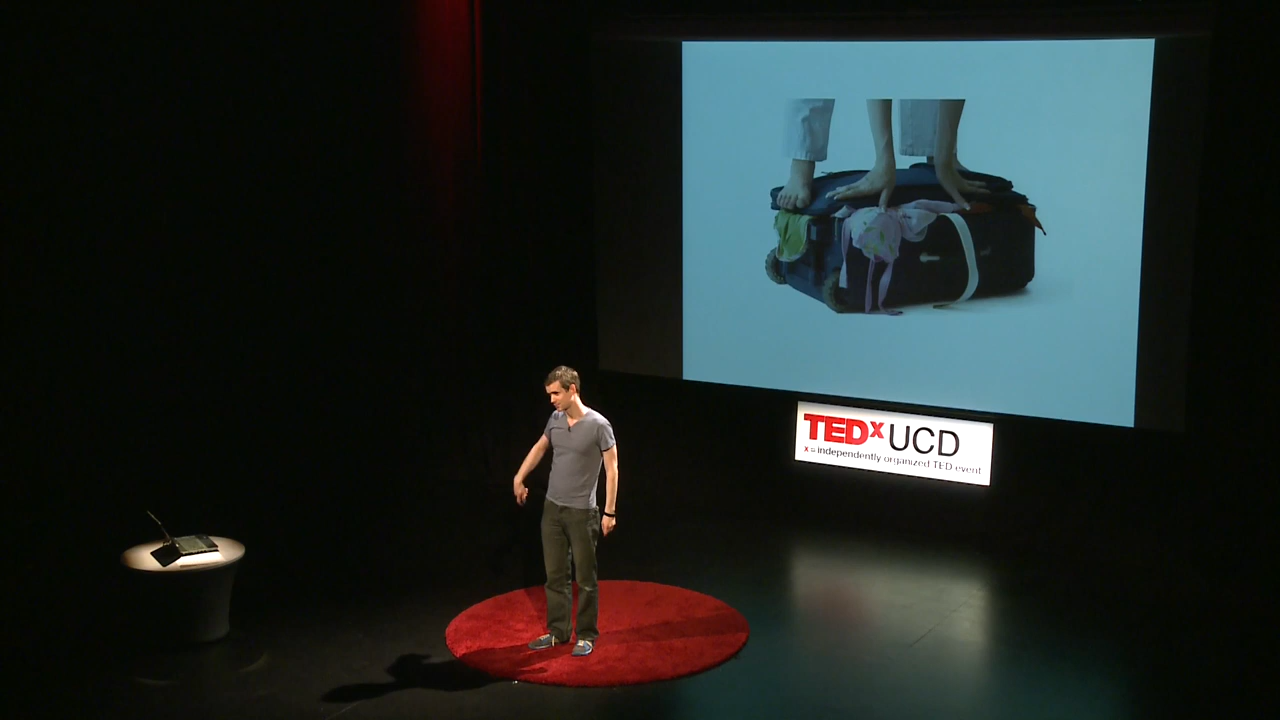 TEDx UCD
x = independently organized TED event